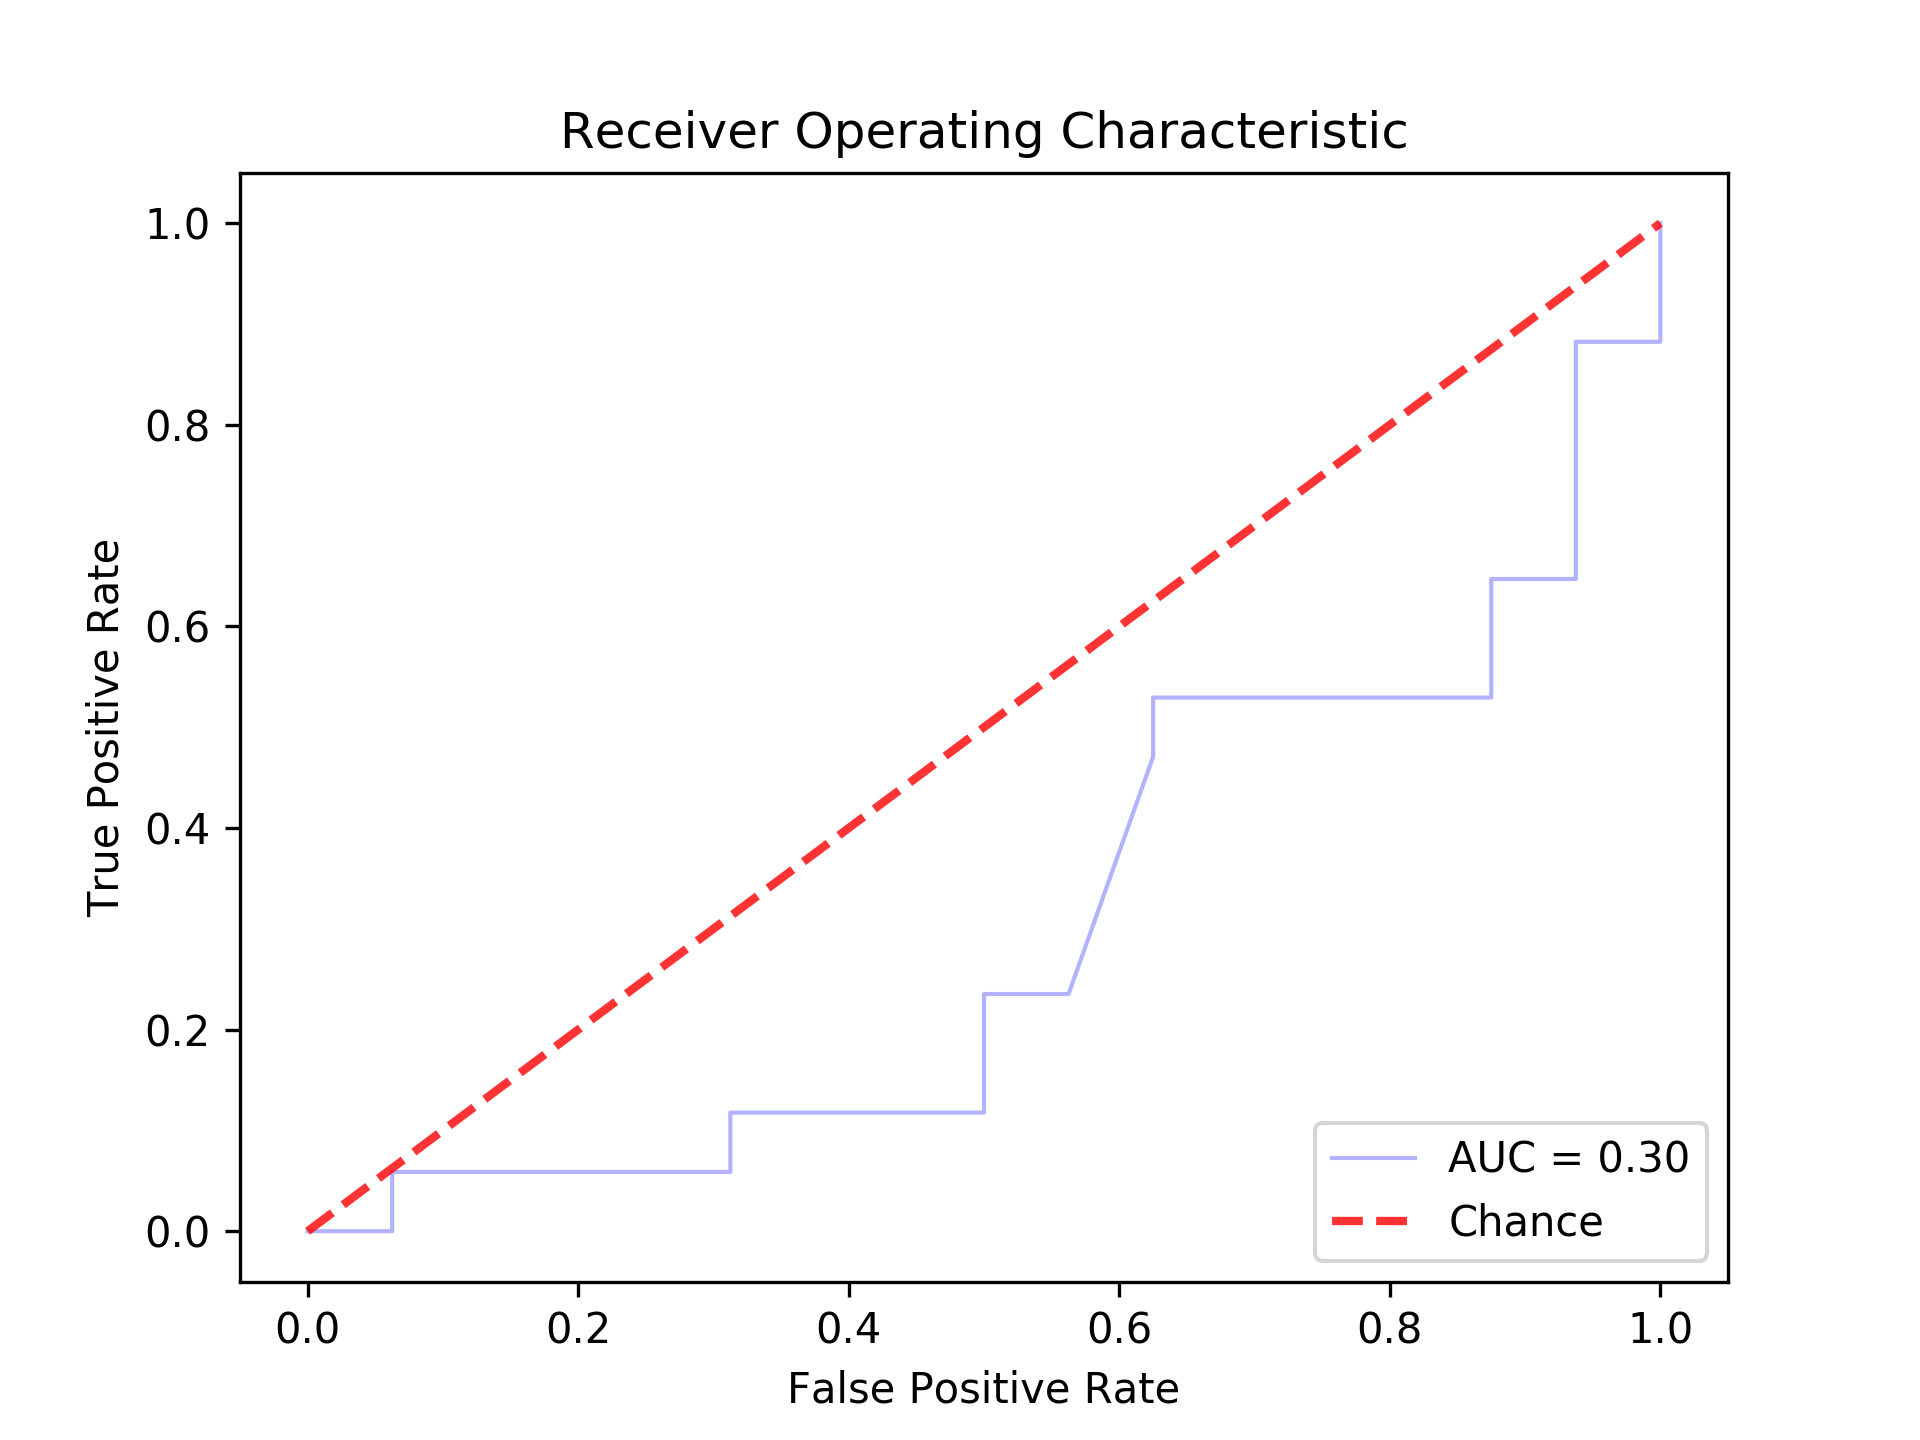 Receiver Operating Characteristic
1.0
0.8
0.6
0.4
0.2
0.0
True Positive Rate
AUC = 0.30
Chance
0.0 0.2 0.4 0.6 0.8 1.0
False Positive Rate